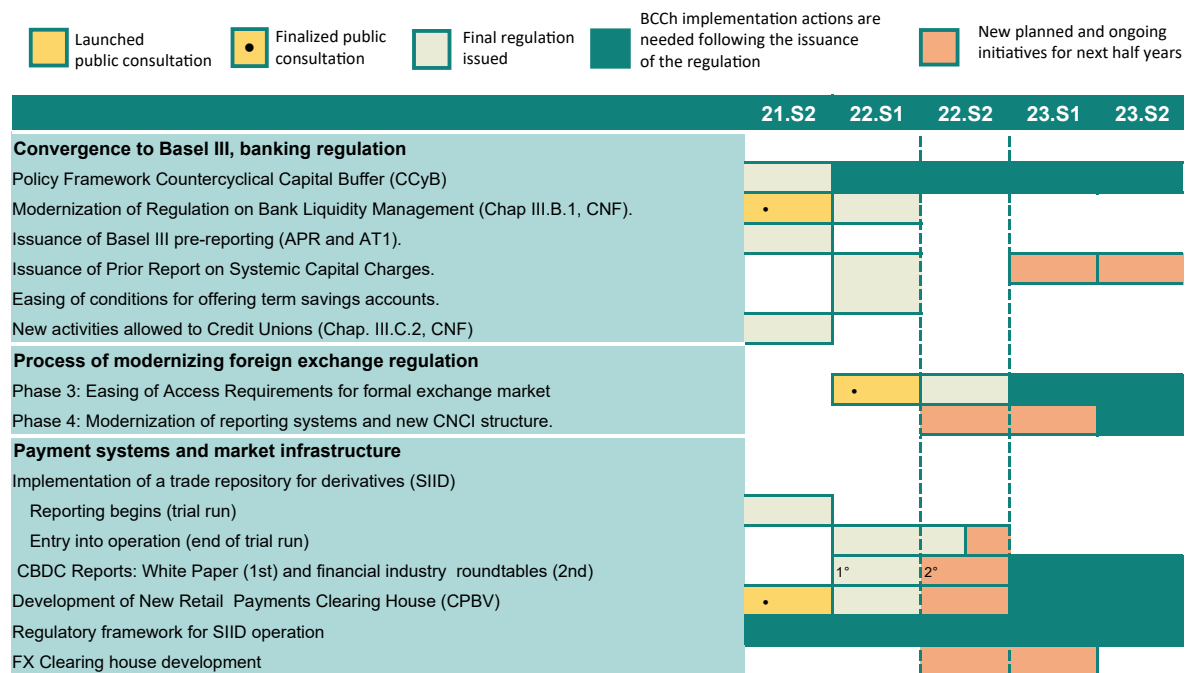 Launched
public consultation
Finalized public
consultation
Final regulation
issued
BCCh implementation actions are
needed following the issuance
of the regulation
New planned and ongoing
initiatives for next half years
21.S2 22.S1 22.S2 23.S1 23.S2
Convergence to Basel III, banking regulation
Policy Framework Countercyclical Capital Buffer (CCyB)
Modernization of Regulation on Bank Liquidity Management (Chap III.B.1, CNF).
Issuance of Basel III pre-reporting (APR and AT1).
Issuance of Prior Report on Systemic Capital Charges.
Easing of conditions for offering term savings accounts.
New activities allowed to Credit Unions (Chap. III.C.2, CNF)
Process of modernizing foreign exchange regulation
Phase 3: Easing of Access Requirements for formal exchange market
Phase 4: Modernization of reporting systems and new CNCI structure.
Payment systems and market infrastructure
Implementation of a trade repository for derivatives (SIID)
Reporting begins (trial run)
Entry into operation (end of trial run)
CBDC Reports: White Paper (1st) and financial industry roundtables (2nd) 1° 2°
Development of New Retail Payments Clearing House (CPBV)
Regulatory framework for SIID operation
FX Clearing house development